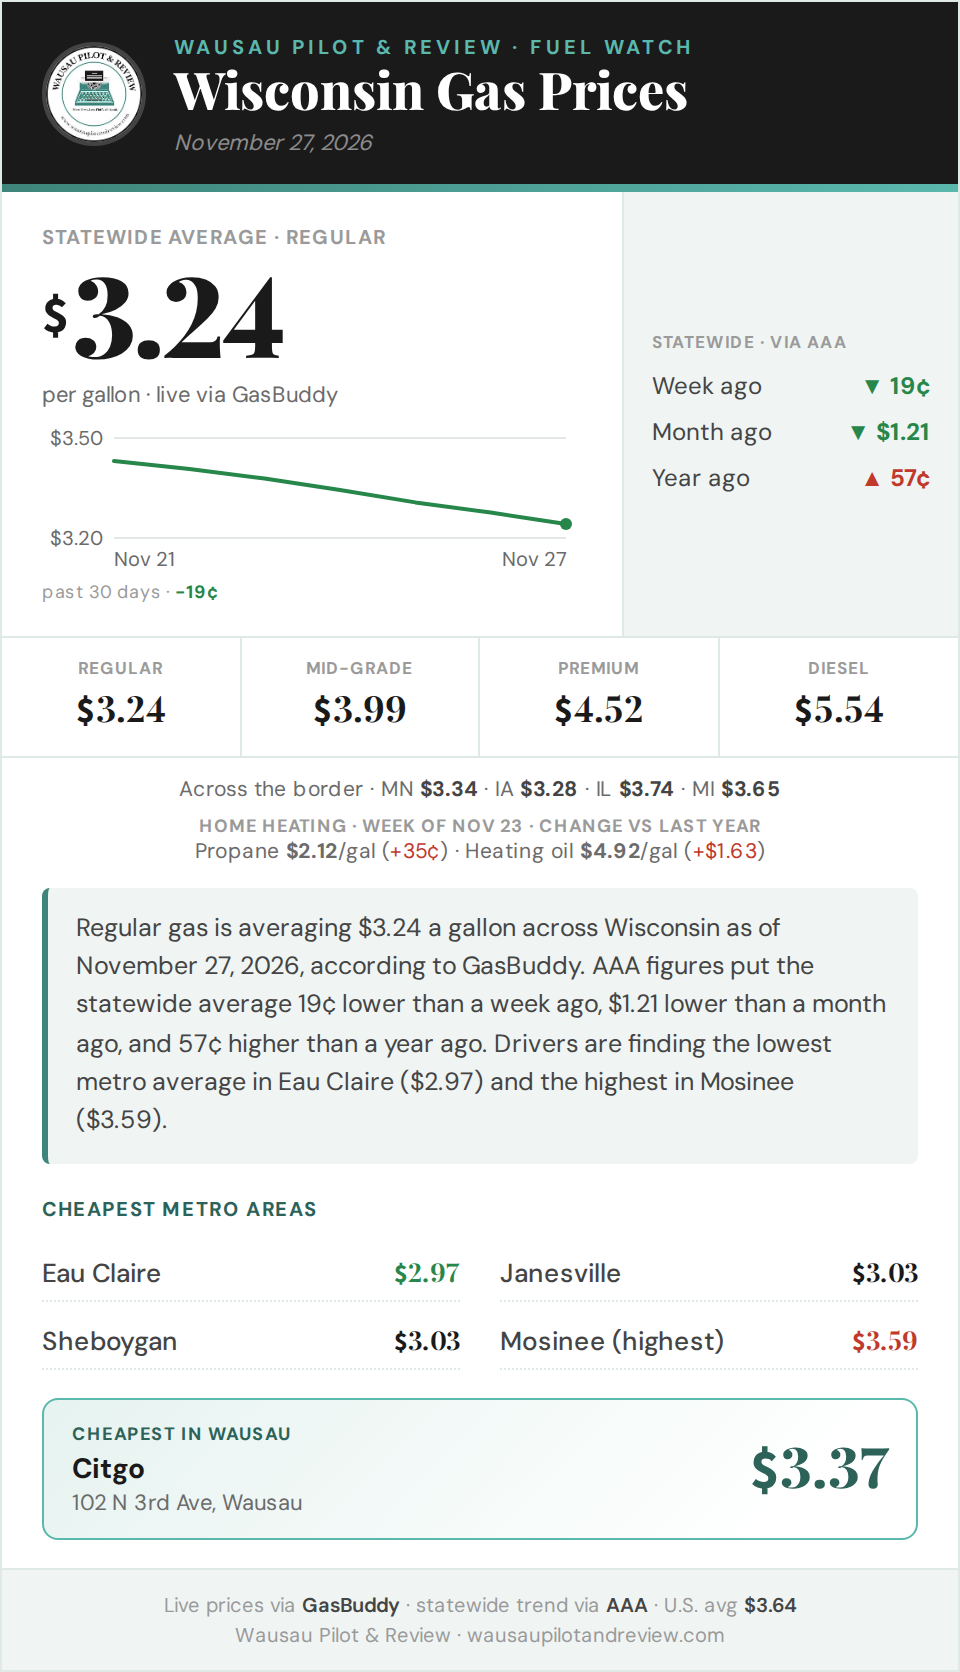 WAUSAU PILOT & REVIEW
www.wausaupilotandreview.com
WAUSAU PILOT & REVIEW · FUEL WATCH
Wisconsin Gas Prices
November 27, 2026
STATEWIDE AVERAGE · REGULAR
$3.24
per gallon · live via GasBuddy
$3.50
$3.20
Nov 21 Nov 27
past 30 days · -19¢
STATEWIDE · VIA AAA
Week ago ▼ 19¢
Month ago ▼ $1.21
Year ago ▲ 57¢
REGULAR MID-GRADE PREMIUM DIESEL
$3.24 $3.99 $4.52 $5.54
Across the border · MN $3.34 · IA $3.28 · IL $3.74 · MI $3.65
HOME HEATING · WEEK OF NOV 23 · CHANGE VS LAST YEAR
Propane $2.12/gal (+35¢) · Heating oil $4.92/gal (+$1.63)
Regular gas is averaging $3.24 a gallon across Wisconsin as of
November 27, 2026, according to GasBuddy. AAA figures put the
statewide average 19¢ lower than a week ago, $1.21 lower than a month
ago, and 57¢ higher than a year ago. Drivers are finding the lowest
metro average in Eau Claire ($2.97) and the highest in Mosinee
($3.59).
CHEAPEST METRO AREAS
Eau Claire $2.97 Janesville $3.03
Sheboygan $3.03 Mosinee (highest) $3.59
CHEAPEST IN WAUSAU
Citgo
102 N 3rd Ave, Wausau
$3.37
Live prices via GasBuddy · statewide trend via AAA · U.S. avg $3.64
Wausau Pilot & Review · wausaupilotandreview.com